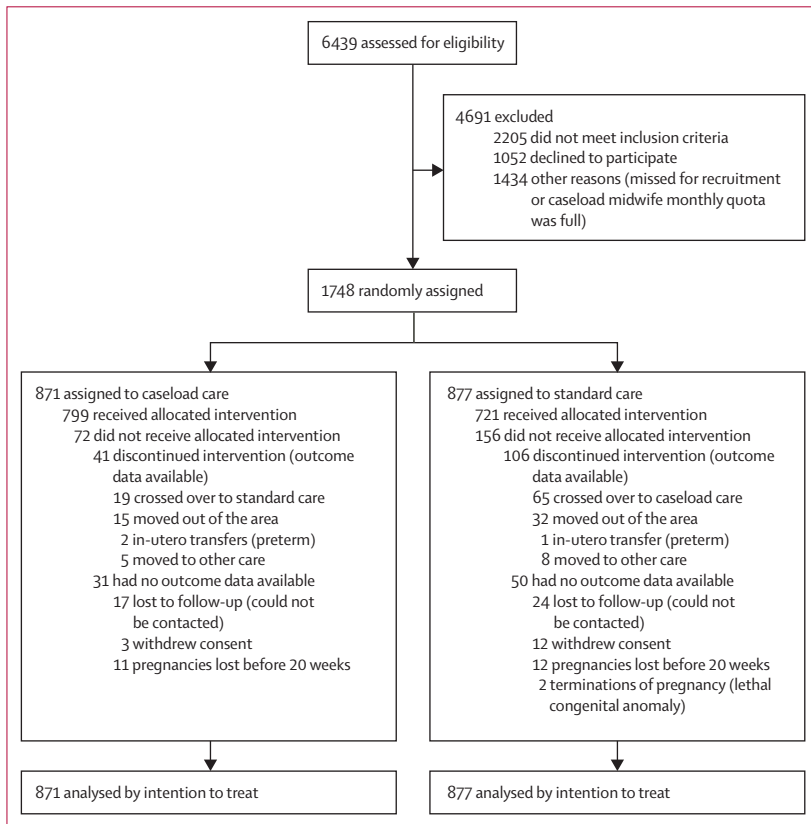 6439 assessed for eligibility
4691 excluded
2205 did not meet inclusion criteria
1052 declined to participate
1434 other reasons (missed for recruitment
or caseload midwife monthly quota
was full)
1748 randomly assigned
871 assigned to caseload care
799 received allocated intervention
72 did not receive allocated intervention
41 discontinued intervention (outcome
data available)
19 crossed over to standard care
15 moved out of the area
2 in-utero transfers (preterm)
5 moved to other care
31 had no outcome data available
17 lost to follow-up (could not
be contacted)
3 withdrew consent
11 pregnancies lost before 20 weeks
877 assigned to standard care
721 received allocated intervention
156 did not receive allocated intervention
106 discontinued intervention (outcome
data available)
65 crossed over to caseload care
32 moved out of the area
1 in-utero transfer (preterm)
8 moved to other care
50 had no outcome data available
24 lost to follow-up (could not
be contacted)
12 withdrew consent
12 pregnancies lost before 20 weeks
2 terminations of pregnancy (lethal
congenital anomaly)
871 analysed by intention to treat
877 analysed by intention to treat